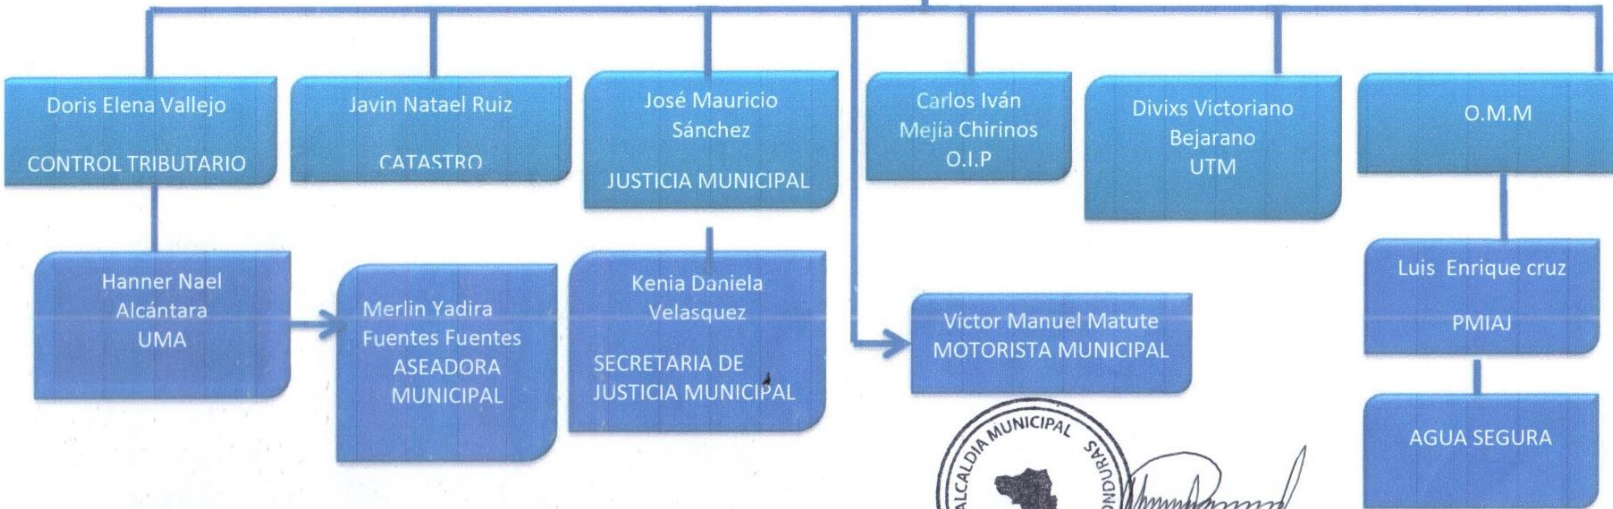 Doris Elena Vallejo
CONTROL TRIBUTARIO
Javin Natael Ruiz
CATASTRO
José Mauricio
Sánchez
JUSTICIA MUNICIPAL
Carlos Iván
Mejía Chirinos
O.I.P
Divixs Victoriano
Bejarano
UTM
O.M.M
Hanner Nael
Alcántara
UMA
Merlin Yadira
Fuentes Fuentes
ASEADORA
MUNICIPAL
Kenia Daniela
Velasquez
SECRETARIA DE
JUSTICIA MUNICIPAL
Víctor Manuel Matute
MOTORISTA MUNICIPAL
Luis Enrique cruz
PMIAJ
AGUA SEGURA
ALCALDIA MUNICIPAL